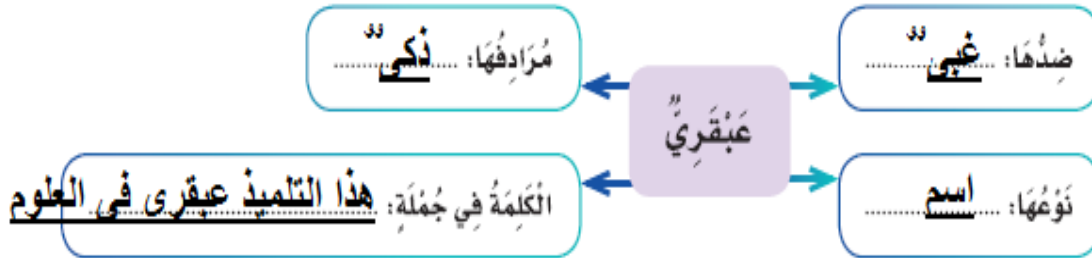 ضِدُّهَا: غبىٌّ
مُرَادِفُهَا: ذكىٌّ
عَبْقَرِيٌّ
نَوْعُهَا: اسم
الْكَلِمَةُ فِي جُمْلَةٍ: هذا التلميذ عبقرى فى العلوم